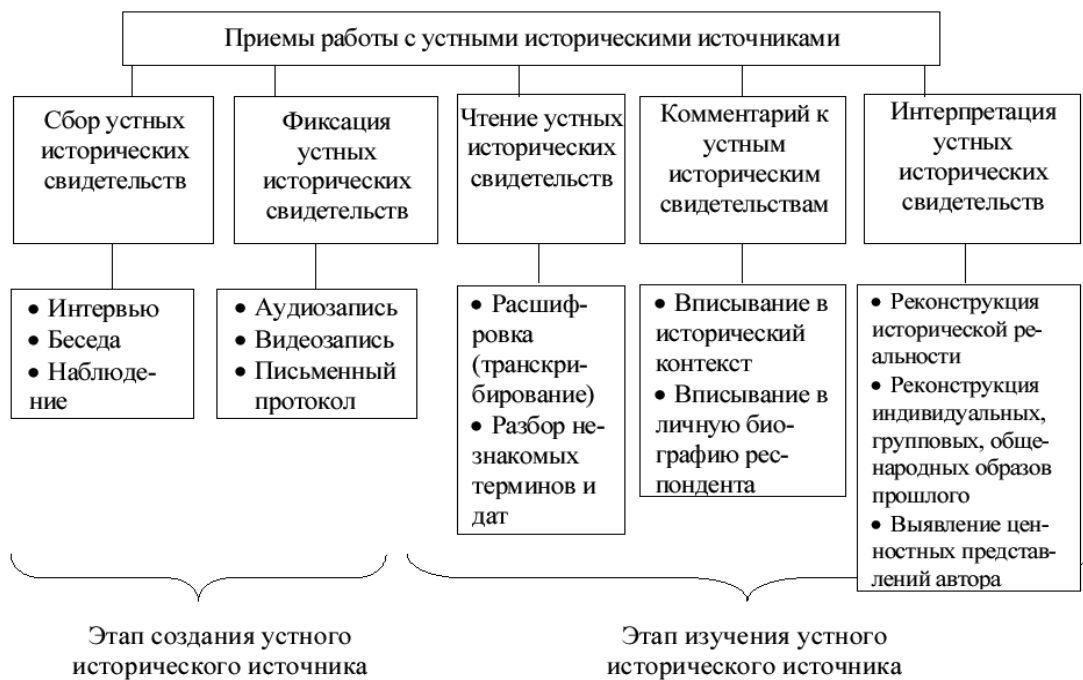 Приемы работы с устными историческими источниками
Сбор устных
исторических
свидетельств
Фиксация
устных
исторических
свидетельств
Чтение устных
исторических
свидетельств
Комментарий к
устным
историческим
свидетельствам
Интерпретация
устных
исторических
свидетельств
• Интервью
• Беседа
• Наблюде-
ние
• Аудиозапись
• Видеозапись
• Письменный
протокол
• Расшиф-
ровка
(транскри-
бирование)
• Разбор не-
знакомых
терминов и
дат
• Вписывание в
исторический
контекст
• Вписывание в
личную био-
графию рес-
пондента
• Реконструкция
исторической ре-
альности
• Реконструкция
индивидуальных,
групповых, обще-
народных образов
прошлого
• Выявление цен-
ностных представ-
лений автора
Этап создания устного
исторического источника
Этап изучения устного
исторического источника